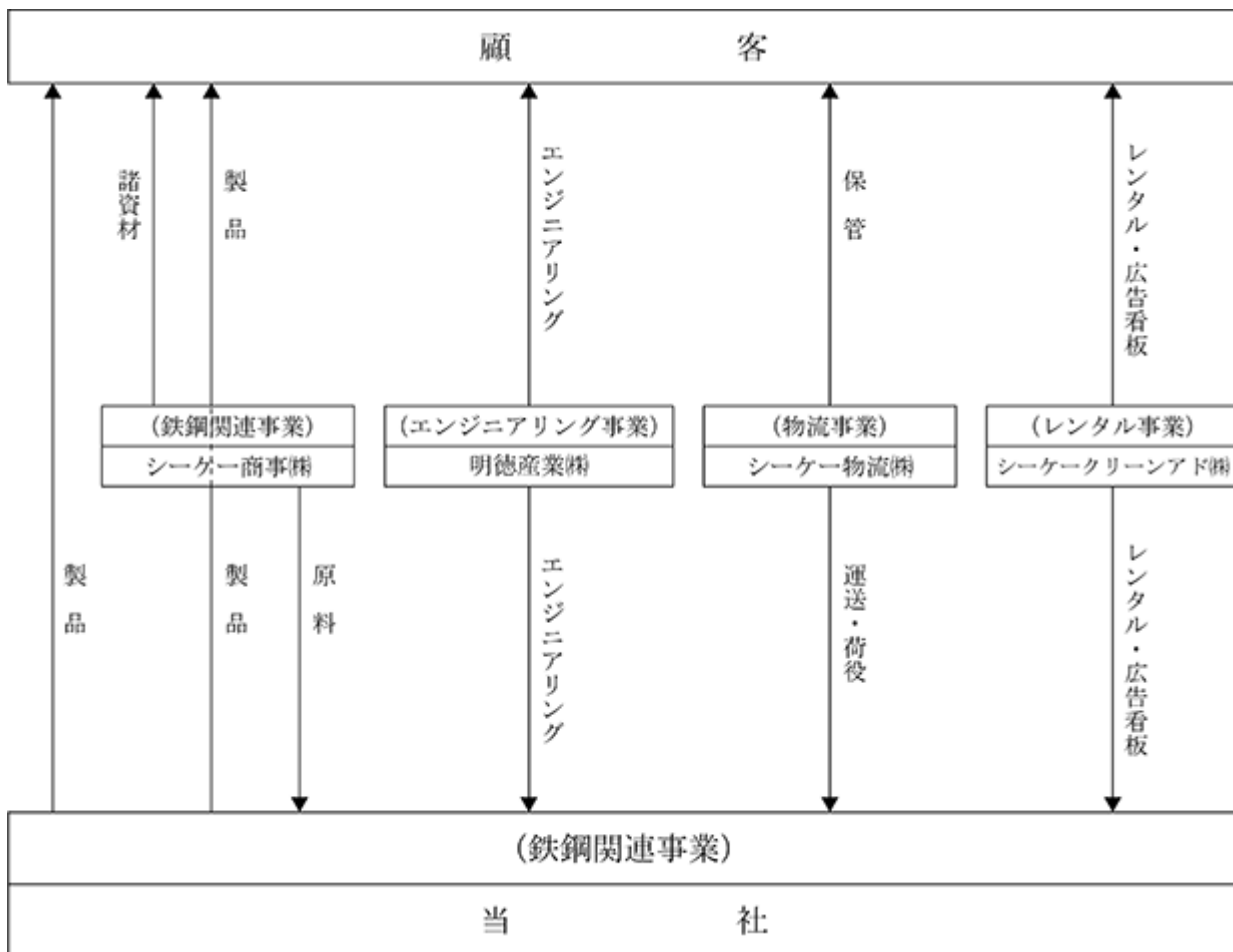 顧客
諸資材
製品
エンジニアリング
保管
レンタル・広告看板
(鉄鋼関連事業)
シーケー商事㈱
(エンジニアリング事業)
明徳産業㈱
(物流事業)
シーケー物流㈱
(レンタル事業)
シーケークリーンアド㈱
製品
製品
原料
エンジニアリング
運送・荷役
レンタル・広告看板
(鉄鋼関連事業)
当社